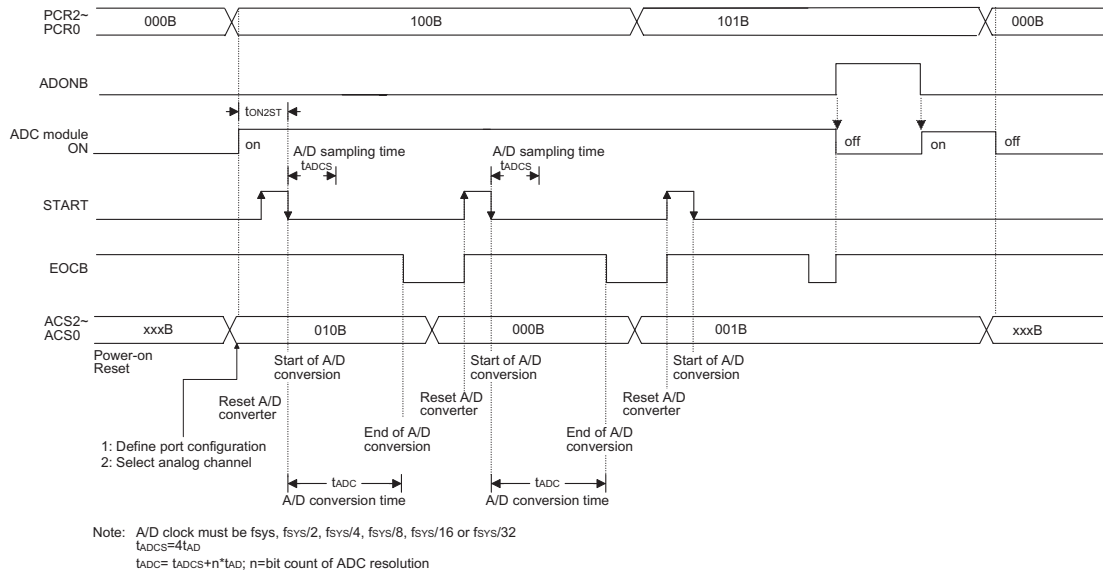 PCR2~
PCR0
000B
100B
101B
000B
ADONB
tON2ST
ADC module
ON
on
off
on
off
A/D sampling time
tADCS
A/D sampling time
tADCS
START
EOCB
ACS2~
ACS0
xxxB
010B
000B
001B
xxxB
Power-on
Reset
Start of A/D
conversion
Start of A/D
conversion
Start of A/D
conversion
Reset A/D
converter
Reset A/D
converter
Reset A/D
converter
End of A/D
conversion
End of A/D
conversion
1: Define port configuration
2: Select analog channel
tADC
A/D conversion time
tADC
A/D conversion time
Note: A/D clock must be fsys, fSYS/2, fSYS/4, fSYS/8, fSYS/16 or fSYS/32
tADCS=4tAD
tADC= tADCS+n*tAD; n=bit count of ADC resolution